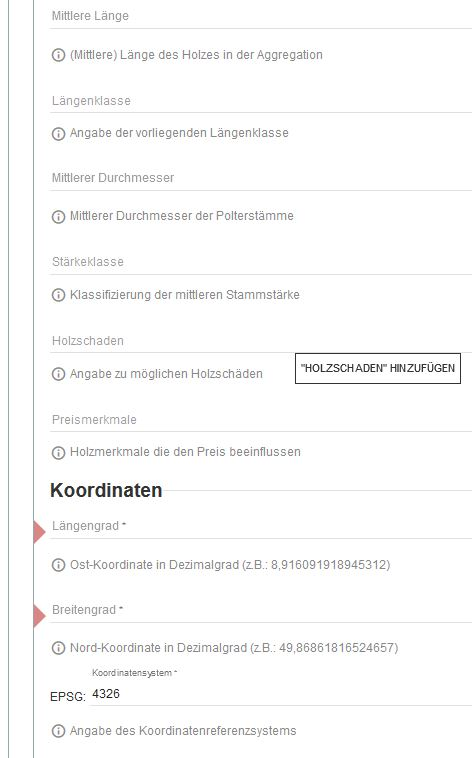 Mittlere Länge
(Mittlere) Länge des Holzes in der Aggregation
Längenklasse
Angabe der vorliegenden Längenklasse
Mittlerer Durchmesser
Mittlerer Durchmesser der Polterstämme
Stärkeklasse
Klassifizierung der mittleren Stammstärke
Holzschaden
Angabe zu möglichen Holzschäden
"HOLZSCHADEN" HINZUFÜGEN
Preismerkmale
Holzmerkmale die den Preis beeinflussen
Koordinaten
Längengrad *
Ost-Koordinate in Dezimalgrad (z.B.: 8,916091918945312)
Breitengrad *
Nord-Koordinate in Dezimalgrad (z.B.: 49,86861816524657)
Koordinatensystem *
EPSG: 4326
Angabe des Koordinatenreferenzsystems